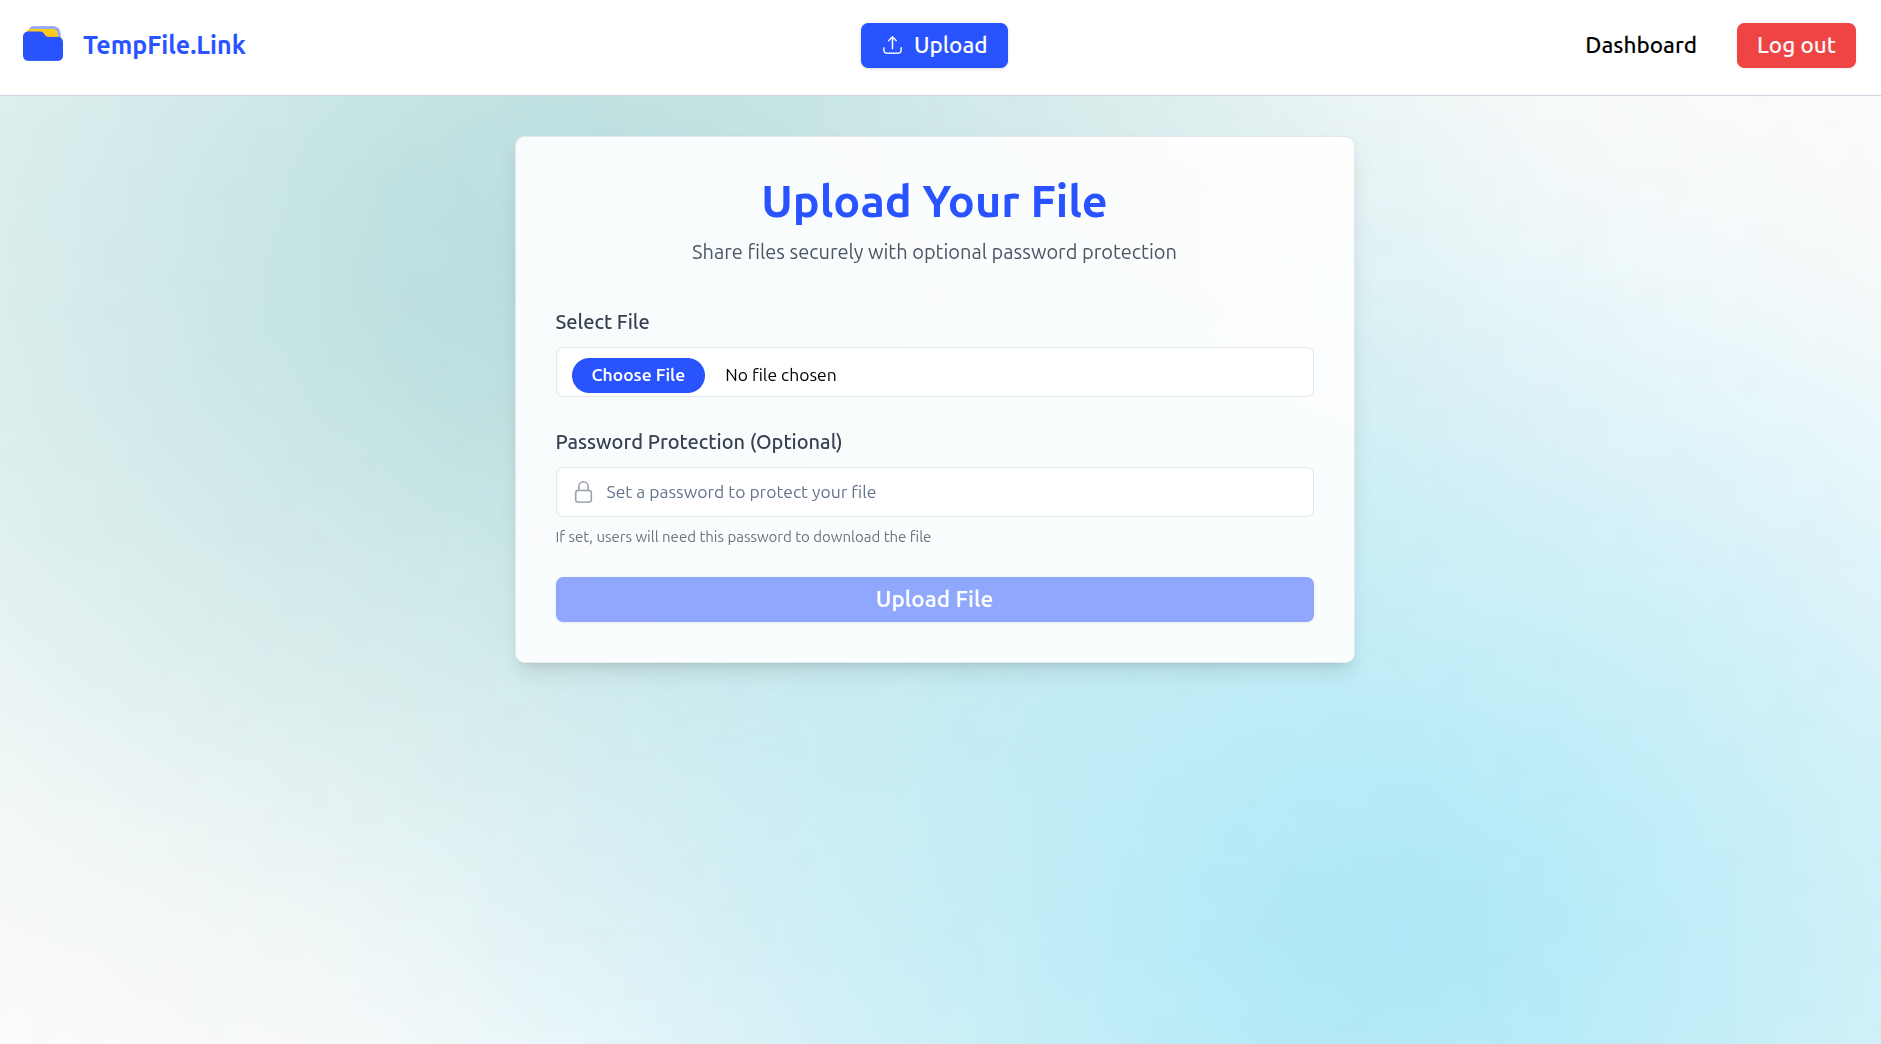 TempFile.Link
Upload
Dashboard
Log out
Upload Your File
Share files securely with optional password protection
Select File
Choose File No file chosen
Password Protection (Optional)
Set a password to protect your file
If set, users will need this password to download the file
Upload File